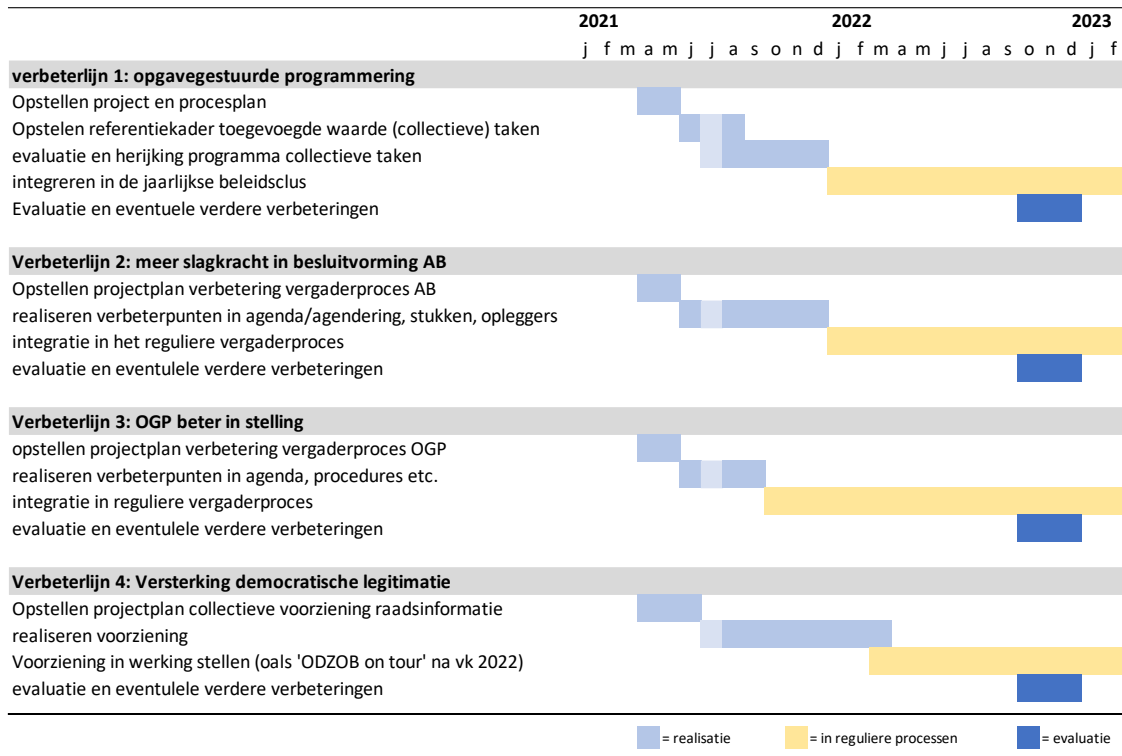 2021 2022 2023
j f m a m j j a s o n d j f m a m j j a s o n d j f
verbeterlijn 1: opgavegestuurde programmering
Opstellen project en procesplan
Opstelen referentiekader toegevoegde waarde (collectieve) taken
evaluatie en herijking programma collectieve taken
integreren in de jaarlijkse beleidsclus
Evaluatie en eventuele verdere verbeteringen
Verbeterlijn 2: meer slagkracht in besluitvorming AB
Opstellen projectplan verbetering vergaderproces AB
realiseren verbeterpunten in agenda/agendering, stukken, opleggers
integratie in het reguliere vergaderproces
evaluatie en eventulele verdere verbeteringen
Verbeterlijn 3: OGP beter in stelling
opstellen projectplan verbetering vergaderproces OGP
realiseren verbeterpunten in agenda, procedures etc.
integratie in reguliere vergaderproces
evaluatie en eventulele verdere verbeteringen
Verbeterlijn 4: Versterking democratische legitimatie
Opstellen projectplan collectieve voorziening raadsinformatie
realiseren voorziening
Voorziening in werking stellen (oals 'ODZOB on tour' na vk 2022)
evaluatie en eventulele verdere verbeteringen
= realisatie = in reguliere processen = evaluatie